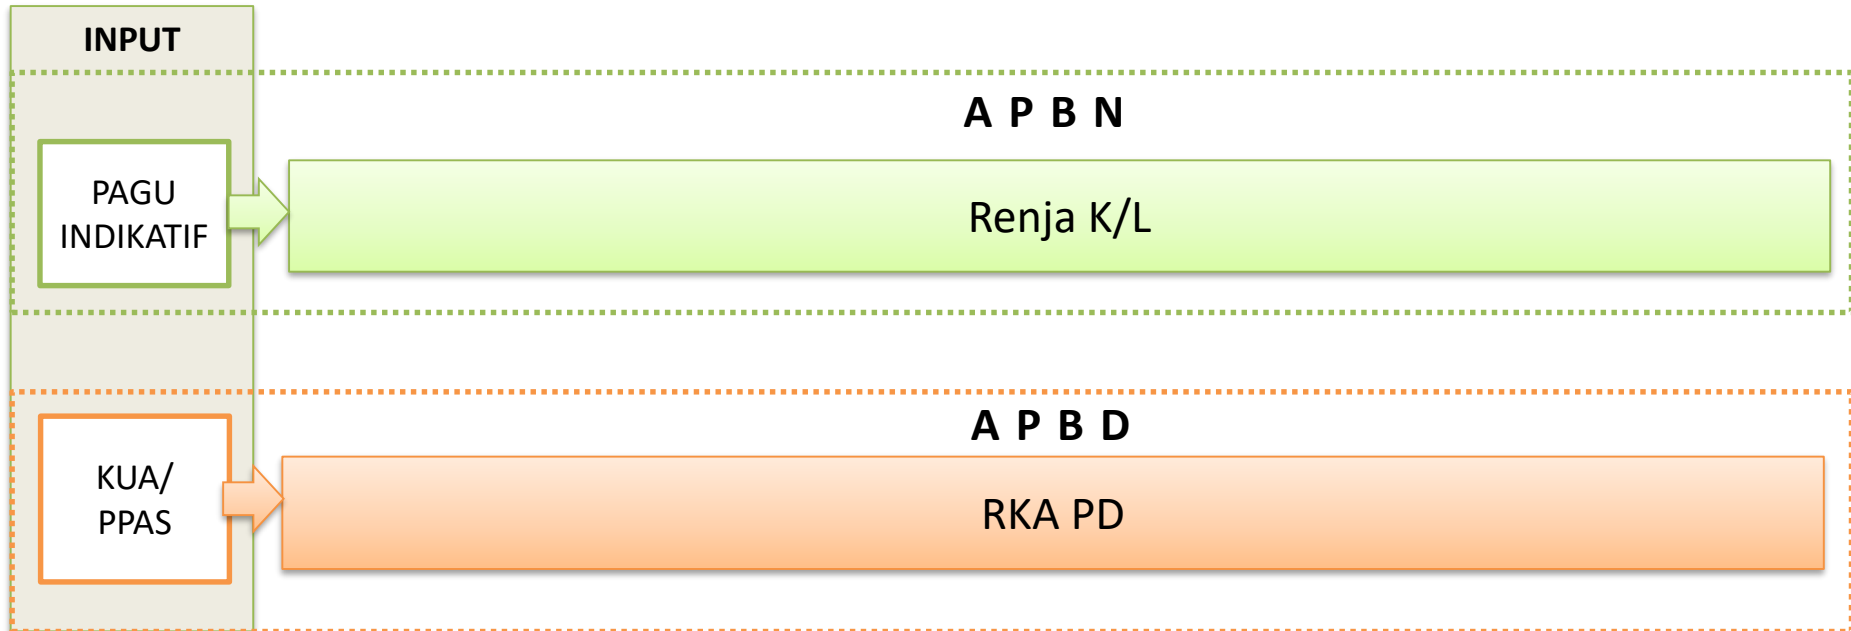 INPUT
A P B N
PAGU
INDIKATIF
Renja K/L
A P B D
KUA/
PPAS
RKA PD